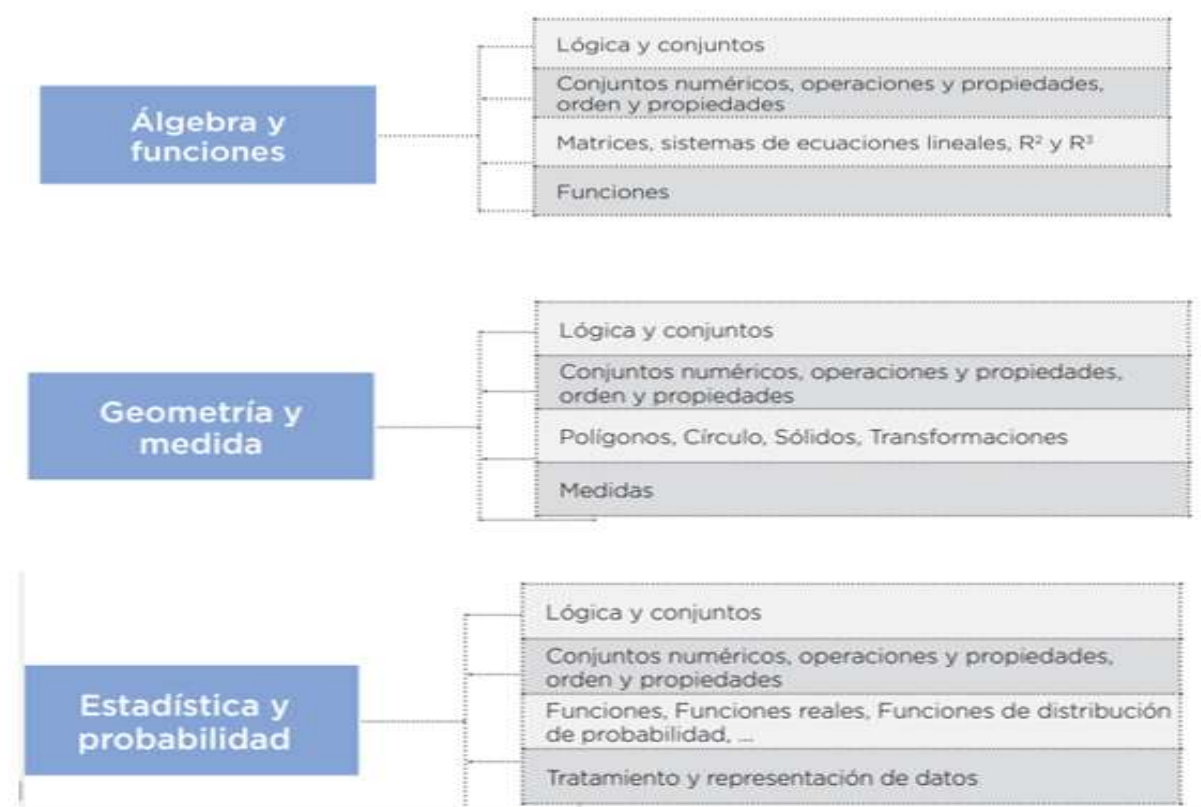 Álgebra y
funciones
Lógica y conjuntos
Conjuntos numéricos, operaciones y propiedades,
orden y propiedades
Matrices, sistemas de ecuaciones lineales, R² y R³
Funciones
Geometría y
medida
Lógica y conjuntos
Conjuntos numéricos, operaciones y propiedades,
orden y propiedades
Polígonos, Círculo, Sólidos, Transformaciones
Medidas
Estadística y
probabilidad
Lógica y conjuntos
Conjuntos numéricos, operaciones y propiedades,
orden y propiedades
Funciones, Funciones reales, Funciones de distribución
de probabilidad, ...
Tratamiento y representación de datos